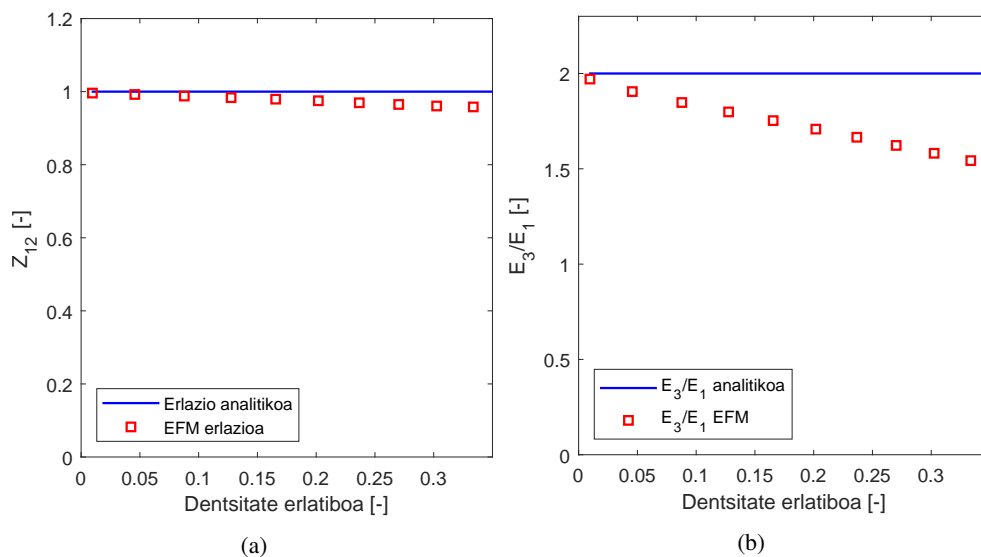 1.2
1
0.8
0.6
0.4
0.2
0
Z12 [-]
Erlazio analitikoa
EFM erlazioa
0 0.05 0.1 0.15 0.2 0.25 0.3
Dentsitate erlatiboa [-]
(a)
2
1.5
1
0.5
0
E3/E1 [-]
E3/E1 analitikoa
E3/E1 EFM
0 0.05 0.1 0.15 0.2 0.25 0.3
Dentsitate erlatiboa [-]
(b)